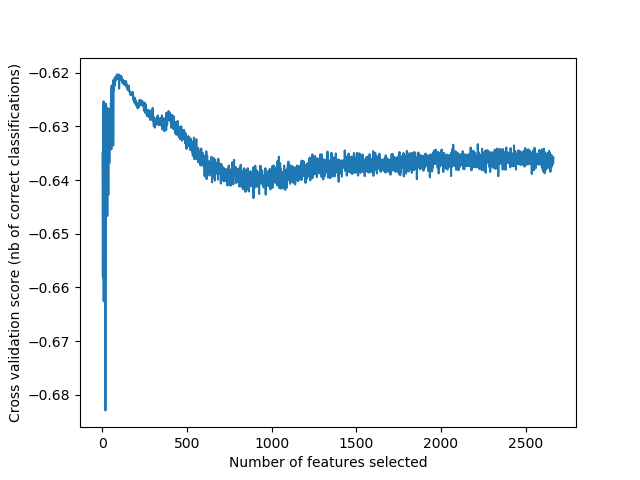 Cross validation score (nb of correct classifications)
−0.62
−0.63
−0.64
−0.65
−0.66
−0.67
−0.68
0 500 1000 1500 2000 2500
Number of features selected